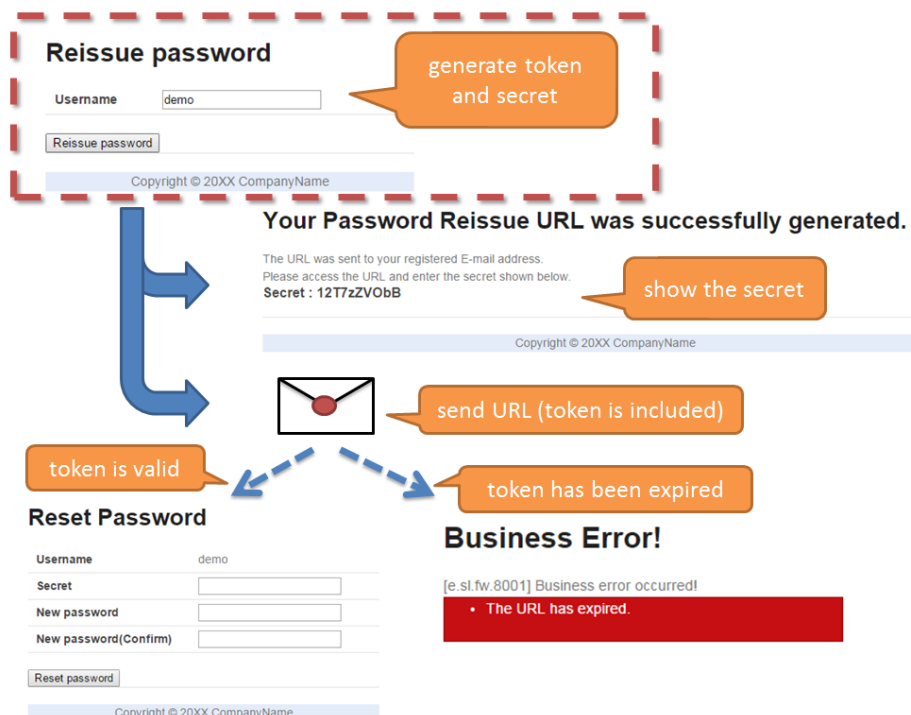 Reissue password
generate token
and secret
Username demo
Reissue password
Copyright © 20XX CompanyName
Your Password Reissue URL was successfully generated.
The URL was sent to your registered E-mail address.
Please access the URL and enter the secret shown below.
Secret : 12T7zZVObB
show the secret
Copyright © 20XX CompanyName
send URL (token is included)
token is valid
token has been expired
Reset Password
Username demo
Secret
New password
New password(Confirm)
Reset password
Copyright © 20XX CompanyName
Business Error!
[e.sl.fw.8001] Business error occurred!
• The URL has expired.